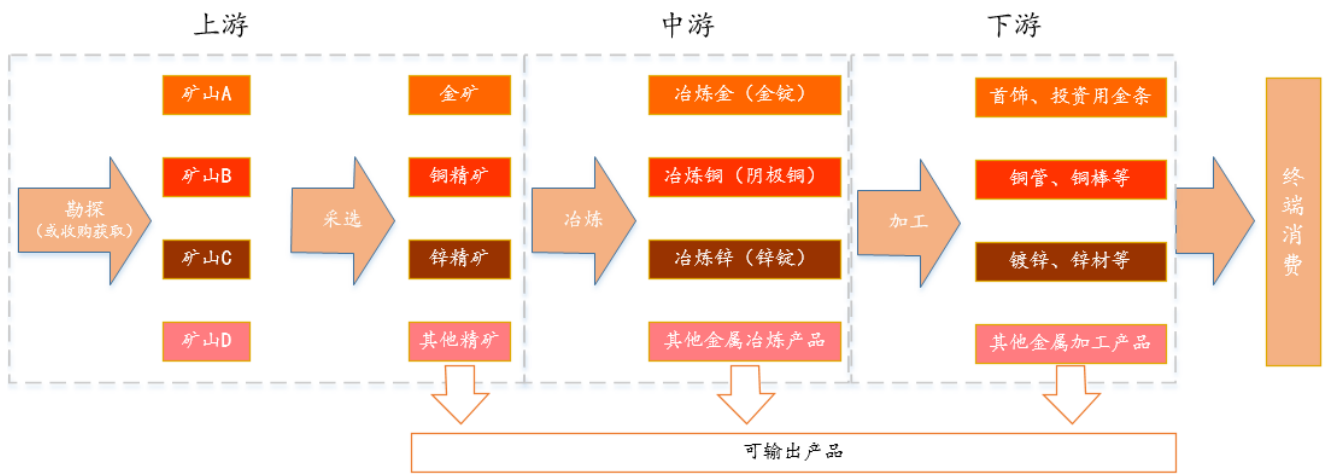 上游
中游
下游
矿山A
金矿
冶炼金（金锭）
首饰、投资用金条
矿山B
铜精矿
冶炼铜（阴极铜）
铜管、铜棒等
勘探
（或收购获取）
采选
冶炼
加工
终端消费
矿山C
锌精矿
冶炼锌（锌锭）
镀锌、锌材等
矿山D
其他精矿
其他金属冶炼产品
其他金属加工产品
可输出产品